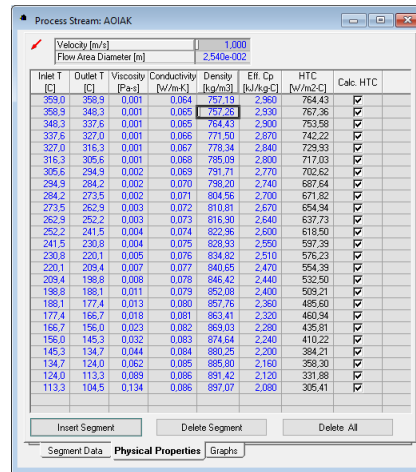 Process Stream: AOIAK
Velocity [m/s] 1,000
Flow Area Diameter [m] 2,540e-002
Inlet T Outlet T Viscosity Conductivity Density Eff. Cp HTC Calc. HTC
[C] [C] [Pa-s] [W/m-K] [kg/m3] [kJ/kg-C] [W/m2-C]
359,0 358,9 0,001 0,064 757,19 2,960 764,43
358,9 348,3 0,001 0,065 757,26 2,930 767,36
348,3 337,6 0,001 0,065 764,43 2,900 753,58
337,6 327,0 0,001 0,066 771,50 2,870 742,22
327,0 316,3 0,001 0,067 778,34 2,840 729,93
316,3 305,6 0,001 0,068 785,09 2,800 717,03
305,6 294,9 0,002 0,069 791,71 2,770 702,62
294,9 284,2 0,002 0,070 798,20 2,740 687,64
284,2 273,5 0,002 0,071 804,56 2,700 671,82
273,5 262,9 0,003 0,072 810,81 2,670 654,94
262,9 252,2 0,003 0,073 816,90 2,640 637,73
252,2 241,5 0,004 0,074 822,96 2,600 618,50
241,5 230,8 0,004 0,075 828,93 2,550 597,39
230,8 220,1 0,005 0,076 834,82 2,510 576,23
220,1 209,4 0,007 0,077 840,65 2,470 554,39
209,4 198,8 0,008 0,078 846,42 2,440 532,50
198,8 188,1 0,011 0,079 852,08 2,400 509,21
188,1 177,4 0,013 0,080 857,76 2,360 485,60
177,4 166,7 0,018 0,081 863,41 2,320 460,94
166,7 156,0 0,023 0,082 869,03 2,280 435,81
156,0 145,3 0,032 0,083 874,64 2,240 410,22
145,3 134,7 0,044 0,084 880,25 2,200 384,21
134,7 124,0 0,062 0,085 885,80 2,160 358,30
124,0 113,3 0,089 0,086 891,42 2,120 331,88
113,3 104,5 0,134 0,086 897,07 2,080 305,41
Insert Segment Delete Segment Delete All
Segment Data Physical Properties Graphs